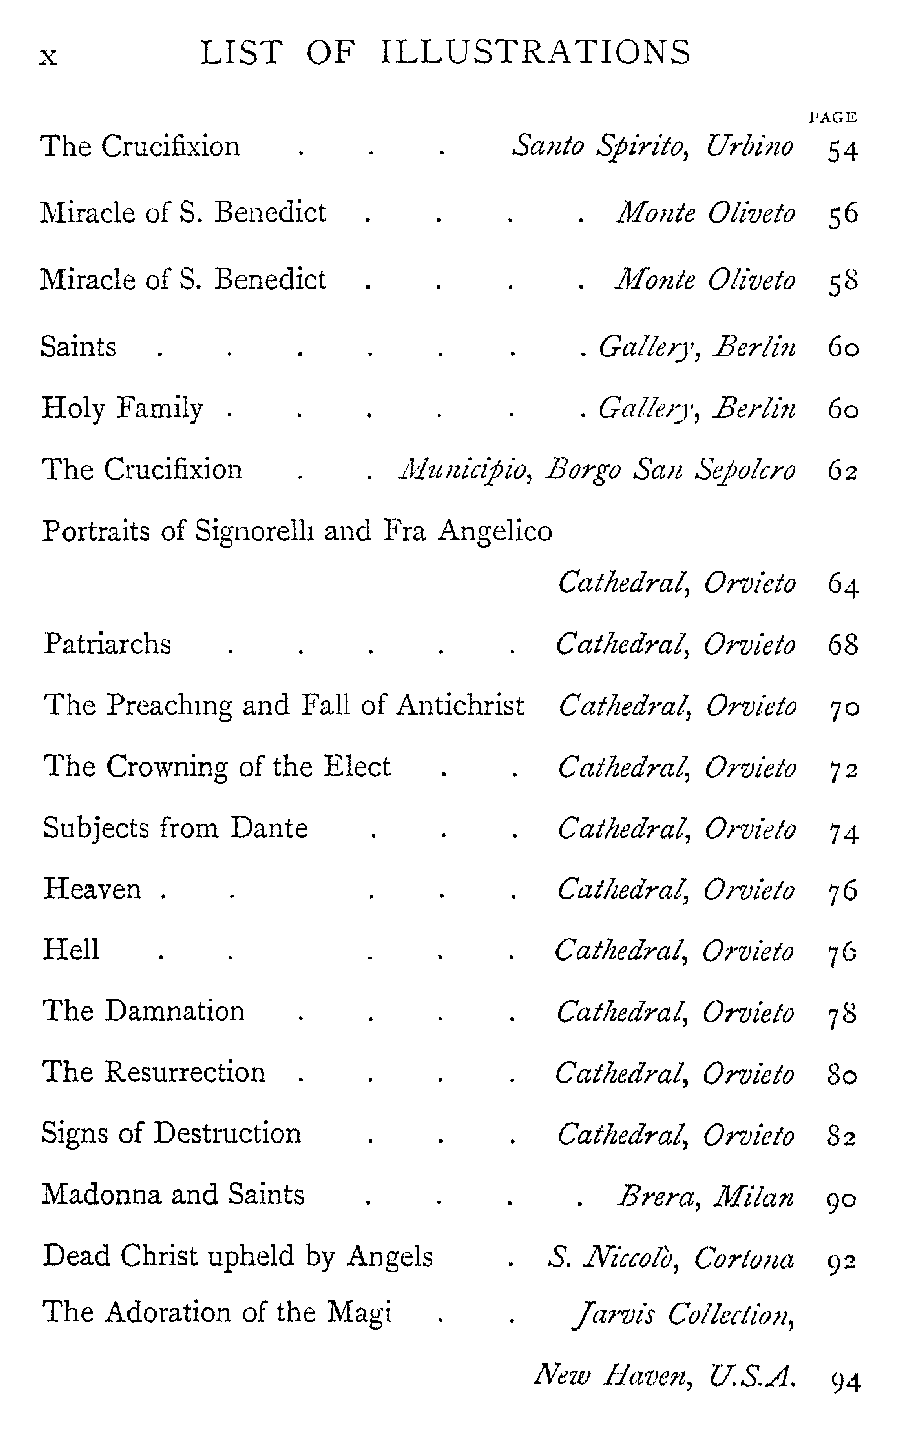 x LIST OF ILLUSTRATIONS
PAGE
The Crucifixion . . . Santo Spirito, Urbino 54
Miracle of S. Benedict . . . . Monte Oliveto 56
Miracle of S. Benedict . . . . Monte Oliveto 58
Saints . . . . . . . Gallery, Berlin 60
Holy Family . . . . . . Gallery, Berlin 60
The Crucifixion . . Municipio, Borgo San Sepolcro 62
Portraits of Signorelli and Fra Angelico
Cathedral, Orvieto 64
Patriarchs . . . . . Cathedral, Orvieto 68
The Preaching and Fall of Antichrist Cathedral, Orvieto 70
The Crowning of the Elect . . Cathedral, Orvieto 72
Subjects from Dante . . . Cathedral, Orvieto 74
Heaven . . . . . Cathedral, Orvieto 76
Hell . . . . . Cathedral, Orvieto 76
The Damnation . . . . Cathedral, Orvieto 78
The Resurrection . . . . Cathedral, Orvieto 80
Signs of Destruction . . . Cathedral, Orvieto 82
Madonna and Saints . . . . Brera, Milan 90
Dead Christ upheld by Angels . S. Niccolò, Cortona 92
The Adoration of the Magi . . Jarvis Collection,
New Haven, U.S.A. 94